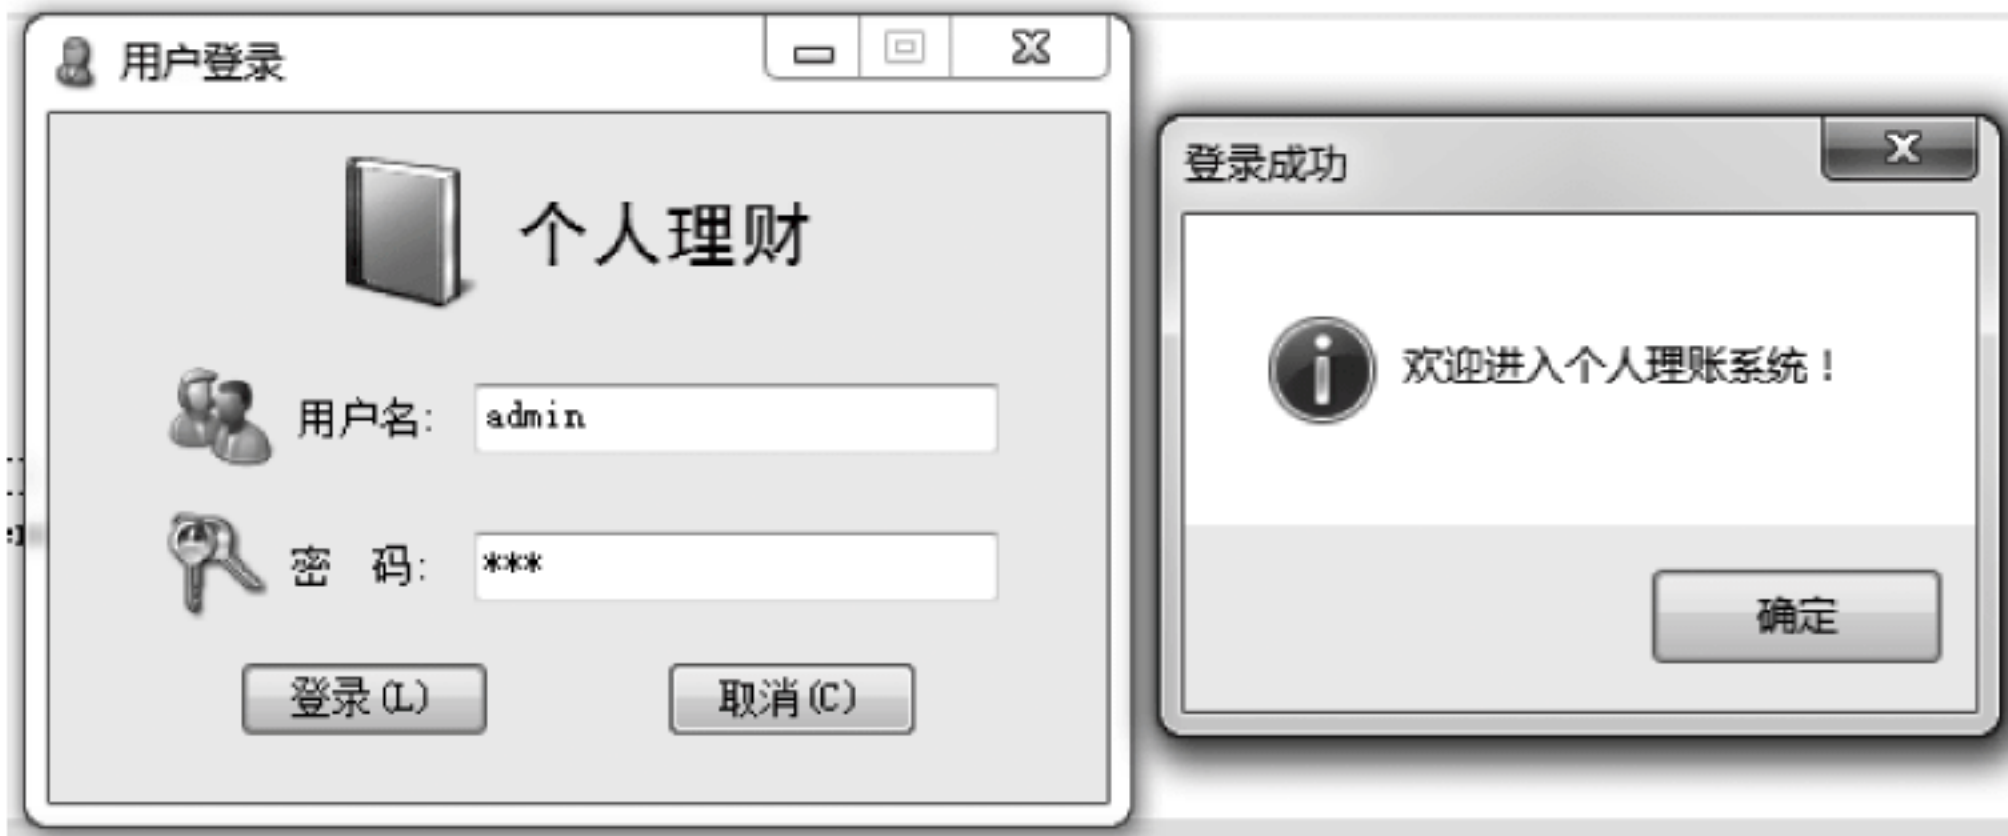 用户登录
个人理财
用户名:
admin
密 码:
***
登录(L)
取消(C)
登录成功
欢迎进入个人理账系统！
确定